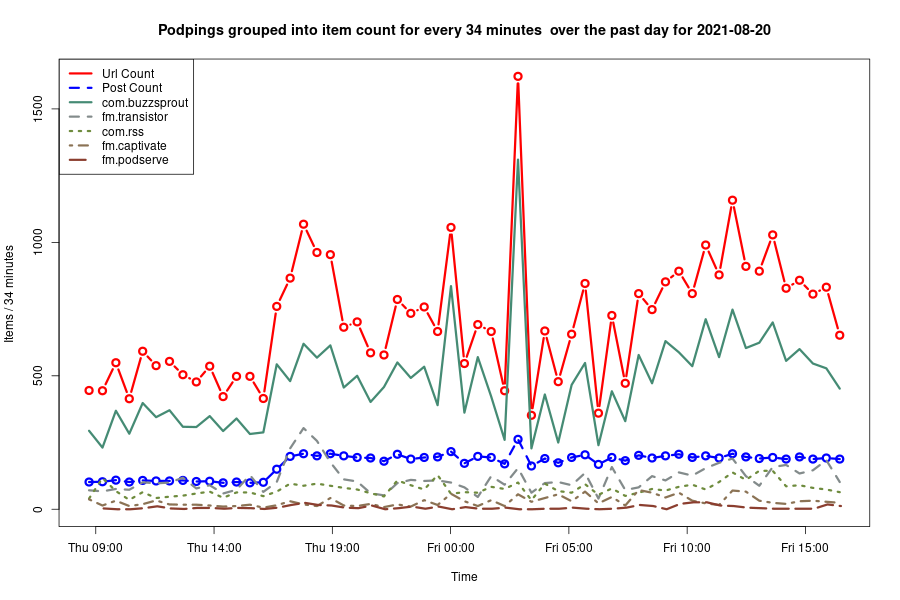 Podpings grouped into item count for every 34 minutes  over the past day for 2021-08-20
Url Count
Post Count
com.buzzsprout
fm.transistor
com.rss
fm.captivate
fm.podserve
Items / 34 minutes
1500
1000
500
0
Thu 09:00 Thu 14:00 Thu 19:00 Fri 00:00 Fri 05:00 Fri 10:00 Fri 15:00
Time